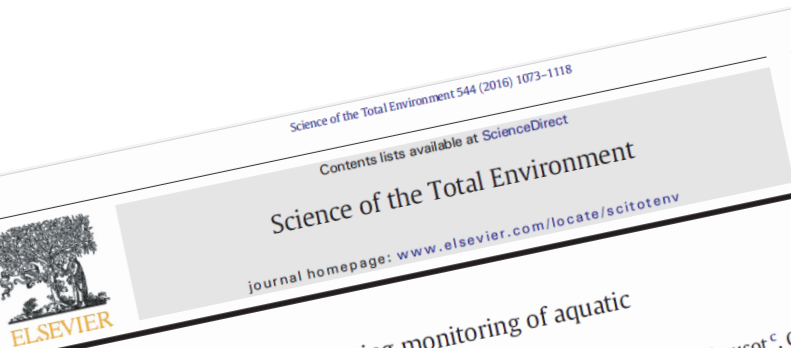 Science of the Total Environment 544 (2016) 1073–1118
Contents lists available at ScienceDirect
Science of the Total Environment
journal homepage: www.elsevier.com/locate/scitotenv
ELSEVIER
monitoring of aquatic